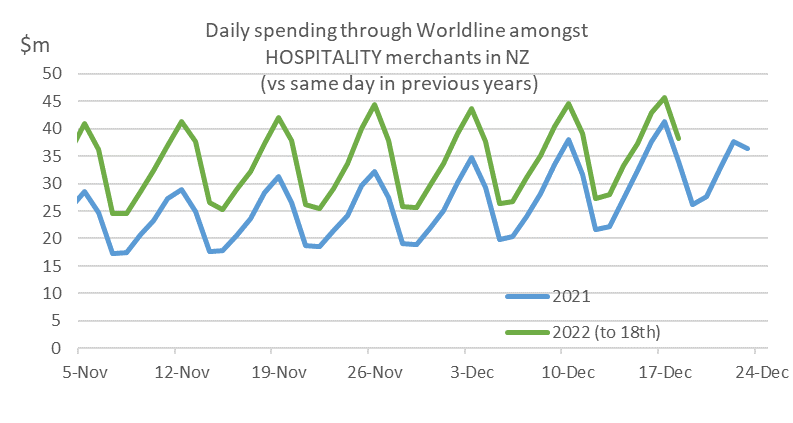 Daily spending through Worldline amongst
HOSPITALITY merchants in NZ
(vs same day in previous years)
$m
50
45
40
35
30
25
20
15
10
5
0
2021
2022 (to 18th)
5-Nov 12-Nov 19-Nov 26-Nov 3-Dec 10-Dec 17-Dec 24-Dec